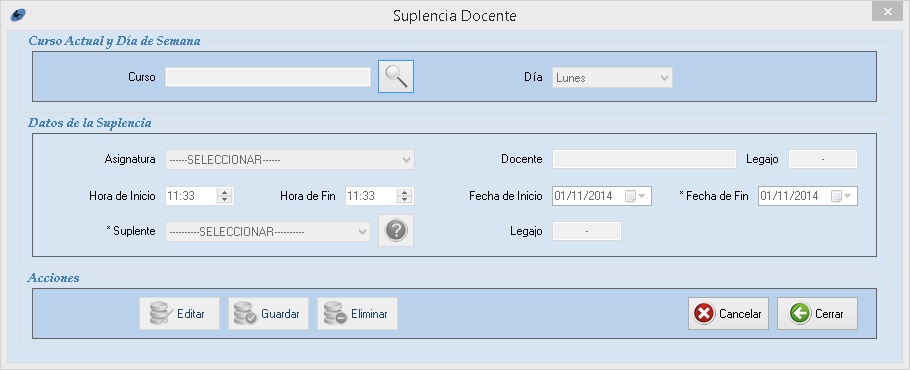 Suplencia Docente
Curso Actual y Día de Semana
Curso
Día Lunes
Datos de la Suplencia
Asignatura ------SELECCIONAR------ Docente Legajo -
Hora de Inicio 11:33 Hora de Fin 11:33 Fecha de Inicio 01/11/2014 * Fecha de Fin 01/11/2014
* Suplente ----------SELECCIONAR---------- ? Legajo -
Acciones
Editar Guardar Eliminar Cancelar Cerrar